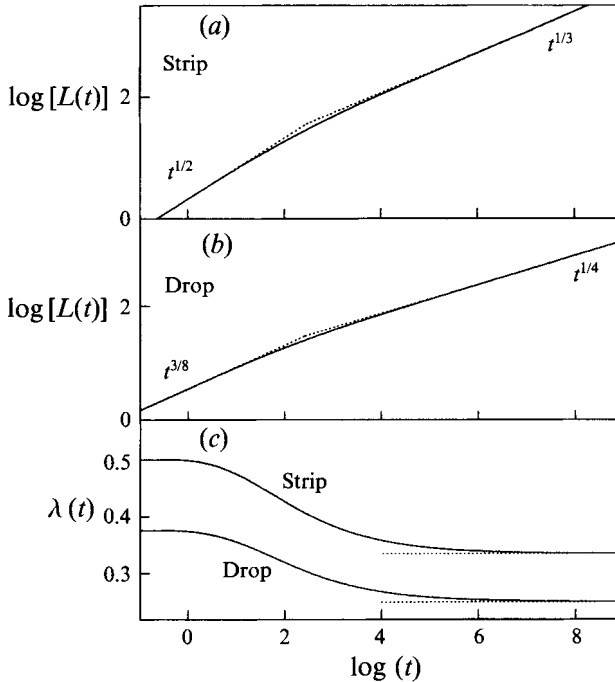 (a)
Strip
t^{1/3}
log [L(t)]
2
t^{1/2}
0
(b)
Drop
t^{1/4}
log [L(t)]
2
t^{3/8}
0
(c)
0.5
Strip
λ (t)
0.4
Drop
0.3
0 2 4 6 8
log (t)